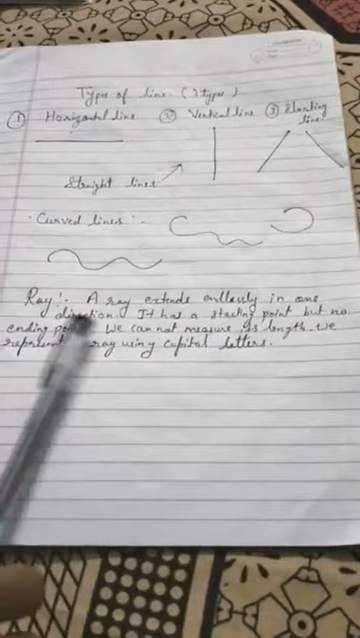 Types of line (3 types)
① Horizontal line ② Vertical line ③ Slanting line
Straight lines
Curved lines :-
Ray :- A ray extends endlessly in one
direction. It has a starting point but no
ending We can not measure its length. We
represent ray using capital letters.